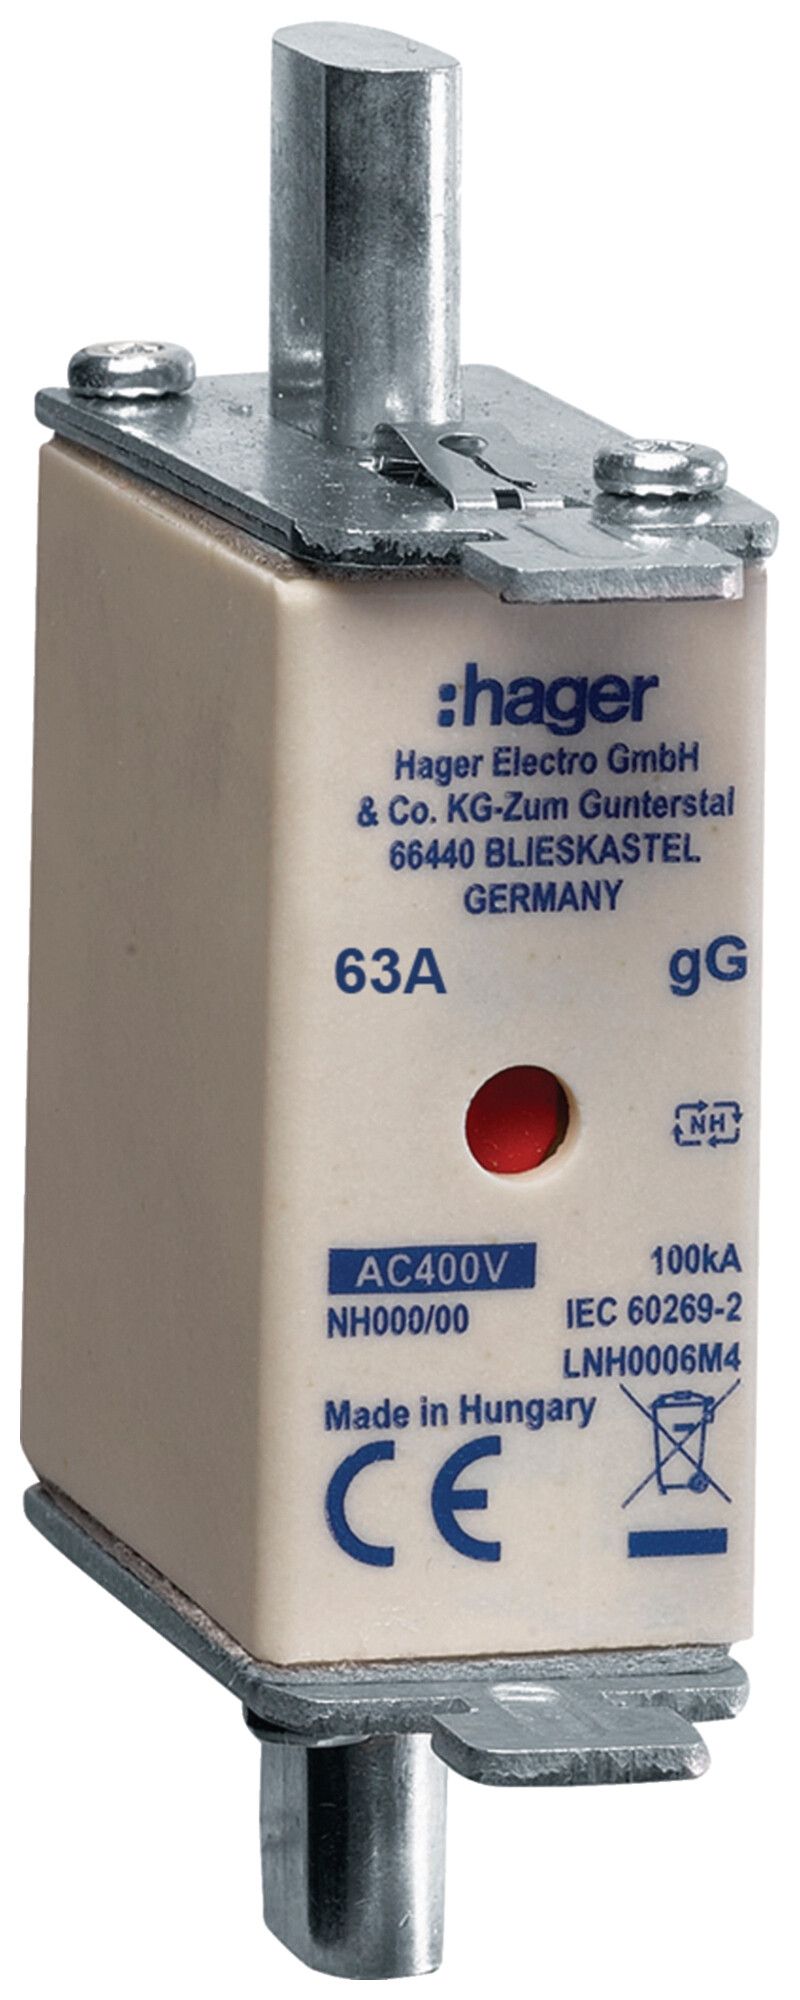 :hager
Hager Electro GmbH
& Co. KG-Zum Gunterstal
66440 BLIESKASTEL
GERMANY
63A gG
NH
AC400V 100kA
NH000/00 IEC 60269-2
LNH0006M4
Made in Hungary
CE